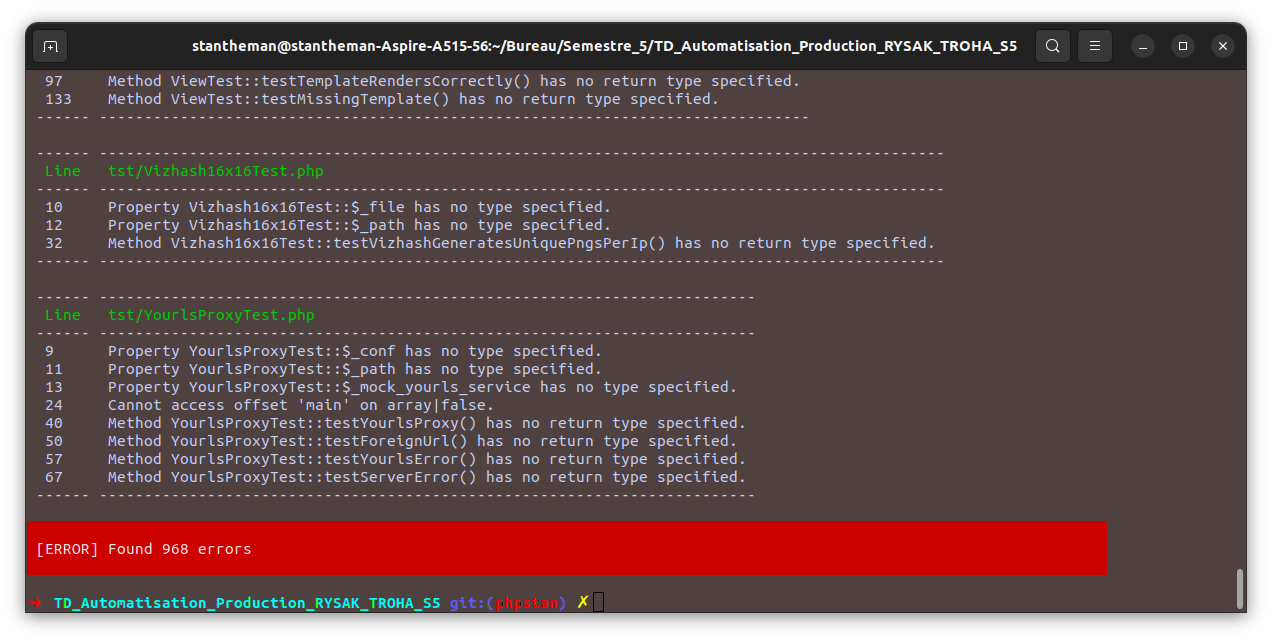 stantheman@stantheman-Aspire-A515-56:~/Bureau/Semestre_5/TD_Automatisation_Production_RYSAK_TROHA_S5
97 Method ViewTest::testTemplateRendersCorrectly() has no return type specified.
133 Method ViewTest::testMissingTemplate() has no return type specified.
------ -------------------------------------------------------------------------------
------ ----------------------------------------------------------------------------------------------
Line tst/Vizhash16x16Test.php
------ ----------------------------------------------------------------------------------------------
10 Property Vizhash16x16Test::$_file has no type specified.
12 Property Vizhash16x16Test::$_path has no type specified.
32 Method Vizhash16x16Test::testVizhashGeneratesUniquePngsPerIp() has no return type specified.
------ ----------------------------------------------------------------------------------------------
------ -------------------------------------------------------------------------
Line tst/YourlsProxyTest.php
------ -------------------------------------------------------------------------
9 Property YourlsProxyTest::$_conf has no type specified.
11 Property YourlsProxyTest::$_path has no type specified.
13 Property YourlsProxyTest::$_mock_yourls_service has no type specified.
24 Cannot access offset 'main' on array|false.
40 Method YourlsProxyTest::testYourlsProxy() has no return type specified.
50 Method YourlsProxyTest::testForeignUrl() has no return type specified.
57 Method YourlsProxyTest::testYourlsError() has no return type specified.
67 Method YourlsProxyTest::testServerError() has no return type specified.
------ -------------------------------------------------------------------------
[ERROR] Found 968 errors
→ TD_Automatisation_Production_RYSAK_TROHA_S5 git:(phpstan) ✗